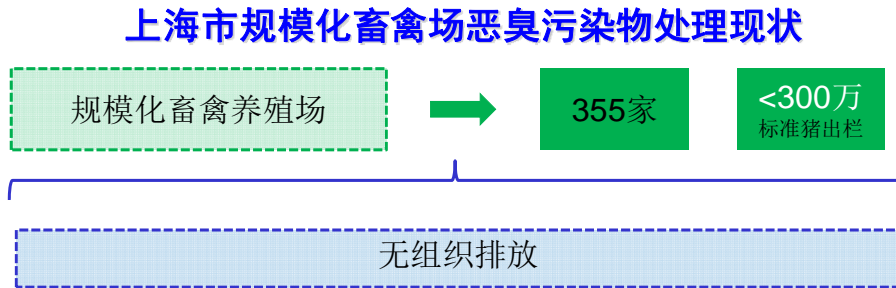 上海市规模化畜禽场恶臭污染物处理现状
规模化畜禽养殖场
355家
<300万
标准猪出栏
无组织排放